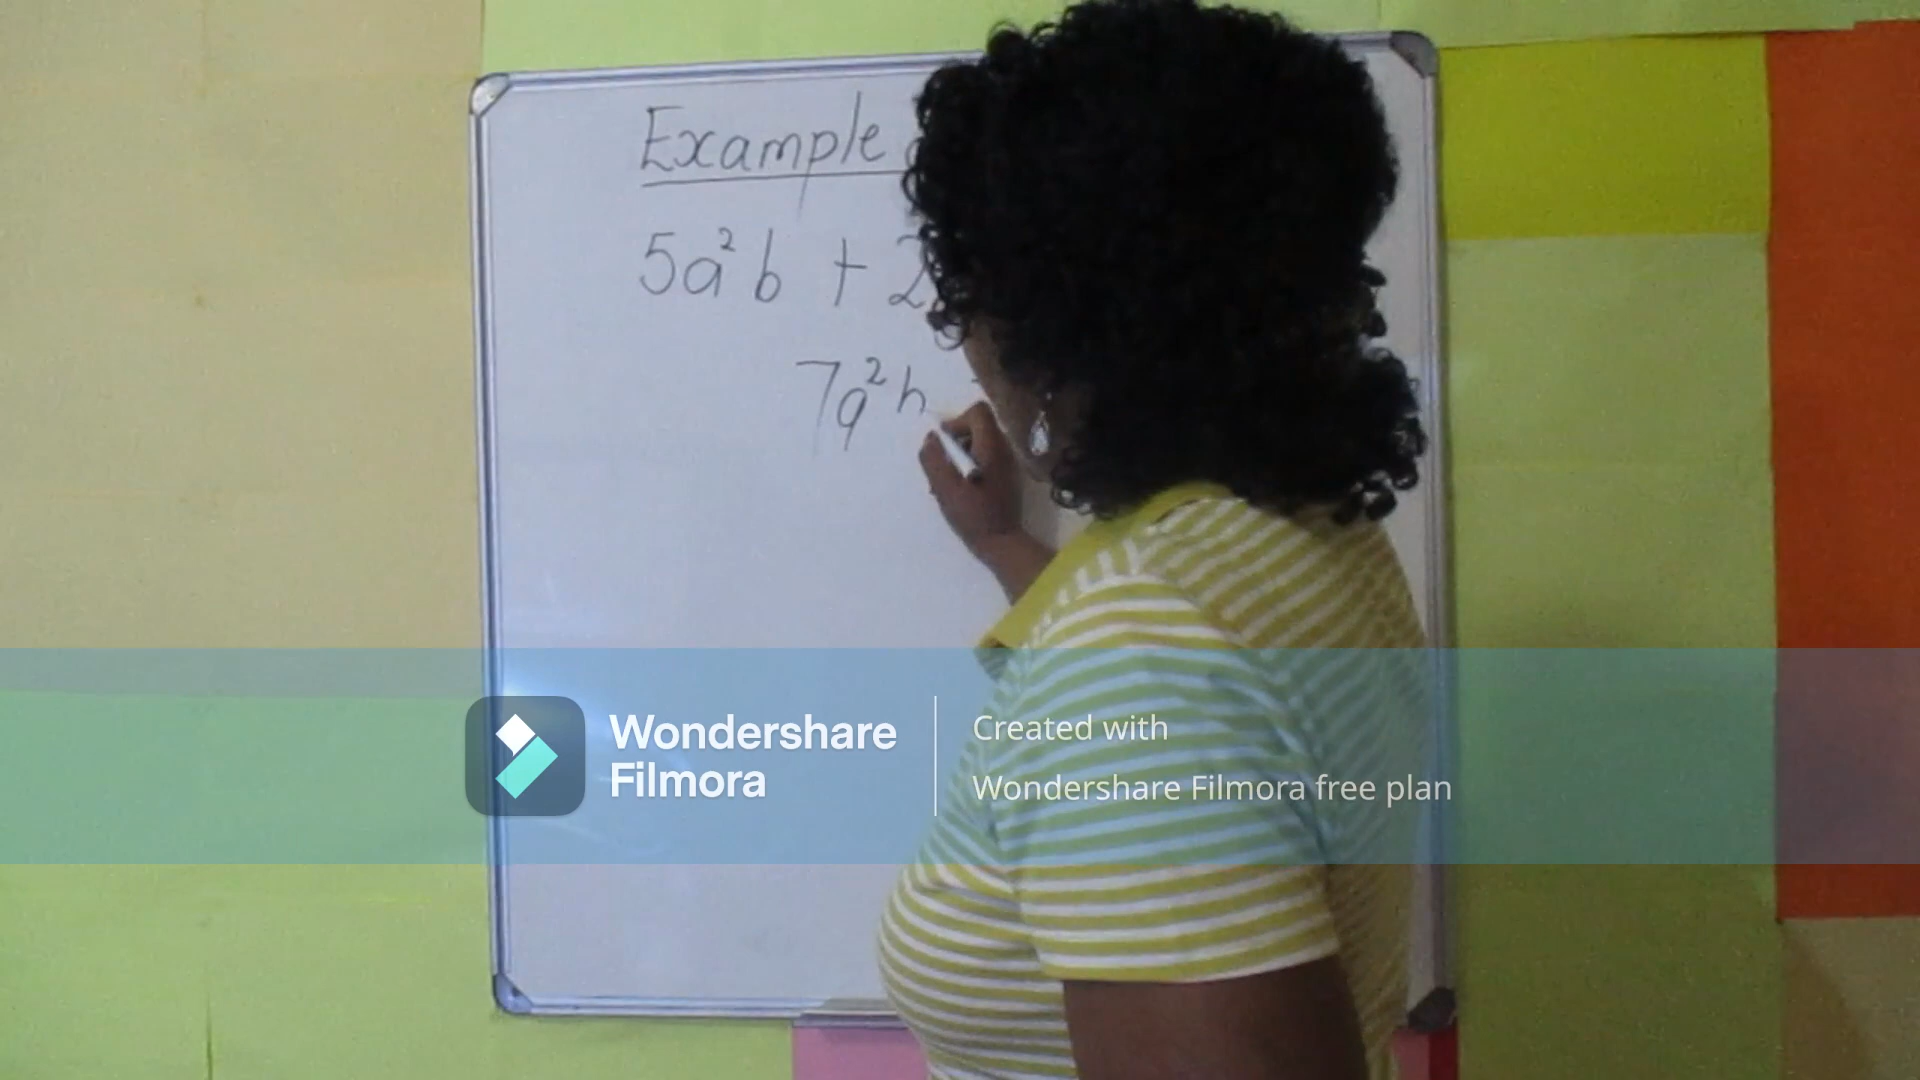 Example
5a²b + 2
7a²b
Wondershare
Filmora
Created with
Wondershare Filmora free plan